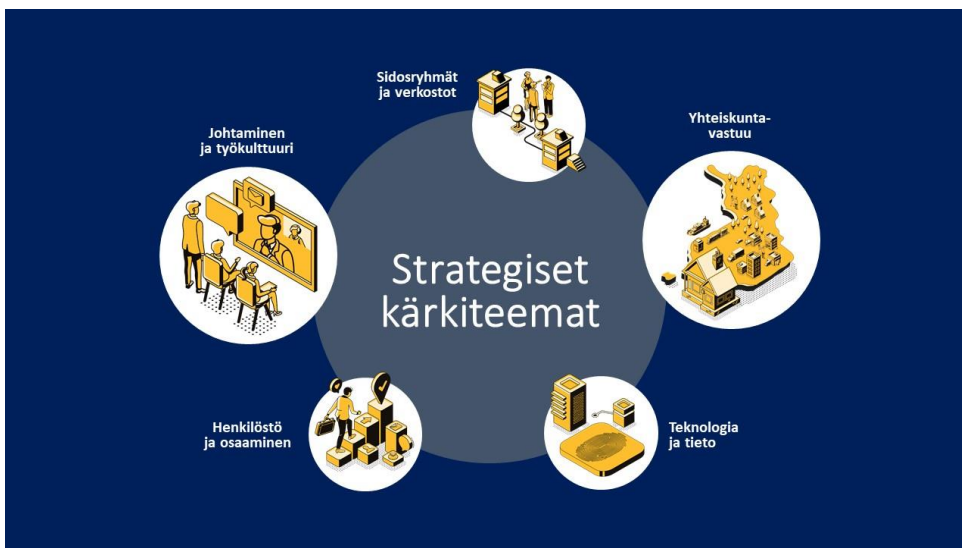 Sidosryhmät
ja verkostot
Yhteiskunta-
vastuu
Johtaminen
ja työkulttuuri
Strategiset
kärkiteemat
Henkilöstö
ja osaaminen
Teknologia
ja tieto